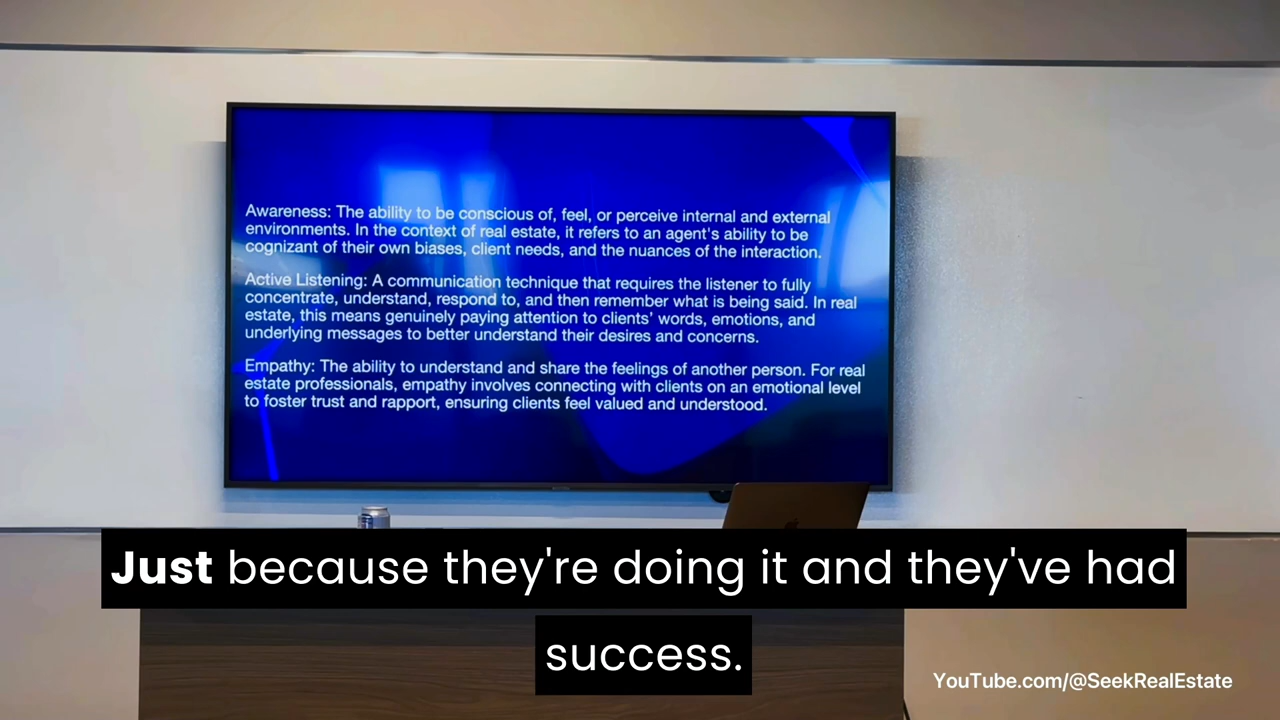 Awareness: The ability to be conscious of, feel, or perceive internal and external
environments. In the context of real estate, it refers to an agent's ability to be
cognizant of their own biases, client needs, and the nuances of the interaction.
Active Listening: A communication technique that requires the listener to fully
concentrate, understand, respond to, and then remember what is being said. In real
estate, this means genuinely paying attention to clients’ words, emotions, and
underlying messages to better understand their desires and concerns.
Empathy: The ability to understand and share the feelings of another person. For real
estate professionals, empathy involves connecting with clients on an emotional level
to foster trust and rapport, ensuring clients feel valued and understood.
Just because they're doing it and they've had
success.
YouTube.com/@SeekRealEstate